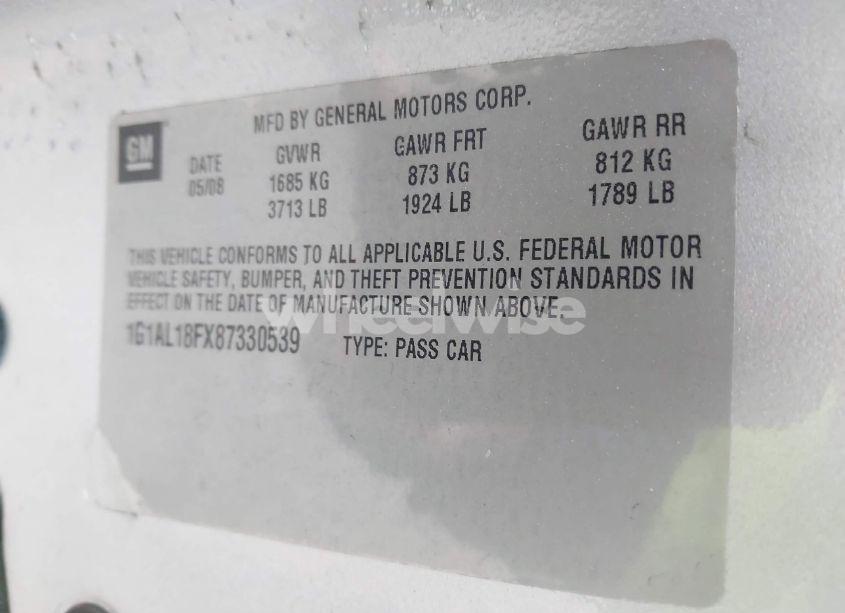 MFD BY GENERAL MOTORS CORP.
GM
DATE GVWR GAWR FRT GAWR RR
05/08 1685 KG 873 KG 812 KG
3713 LB 1924 LB 1789 LB
THIS VEHICLE CONFORMS TO ALL APPLICABLE U.S. FEDERAL MOTOR
VEHICLE SAFETY, BUMPER, AND THEFT PREVENTION STANDARDS IN
EFFECT ON THE DATE OF MANUFACTURE SHOWN ABOVE.
wheelwise
1G1AL18FX87330539 TYPE: PASS CAR